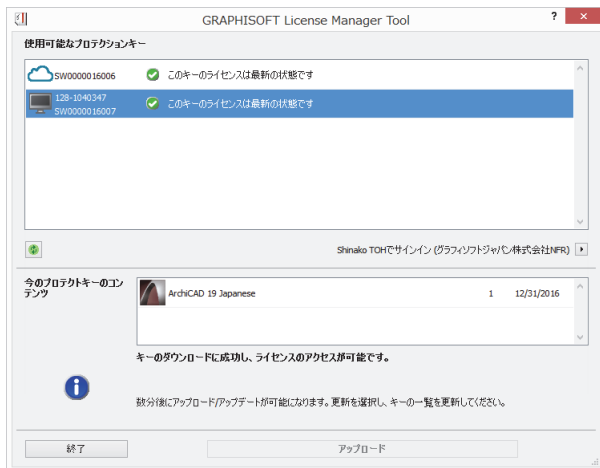 GRAPHISOFT License Manager Tool
? ×
使用可能なプロテクションキー
SW0000016006 このキーのライセンスは最新の状態です
128-1040347
SW0000016007 このキーのライセンスは最新の状態です
Shinako TOHでサインイン (グラフィソフトジャパン株式会社NFR)
今のプロテクトキーのコン
テンツ
ArchiCAD 19 Japanese 1 12/31/2016
キーのダウンロードに成功し、ライセンスのアクセスが可能です。
数分後にアップロード/アップデートが可能になります。更新を選択し、キーの一覧を更新してください。
終了 アップロード